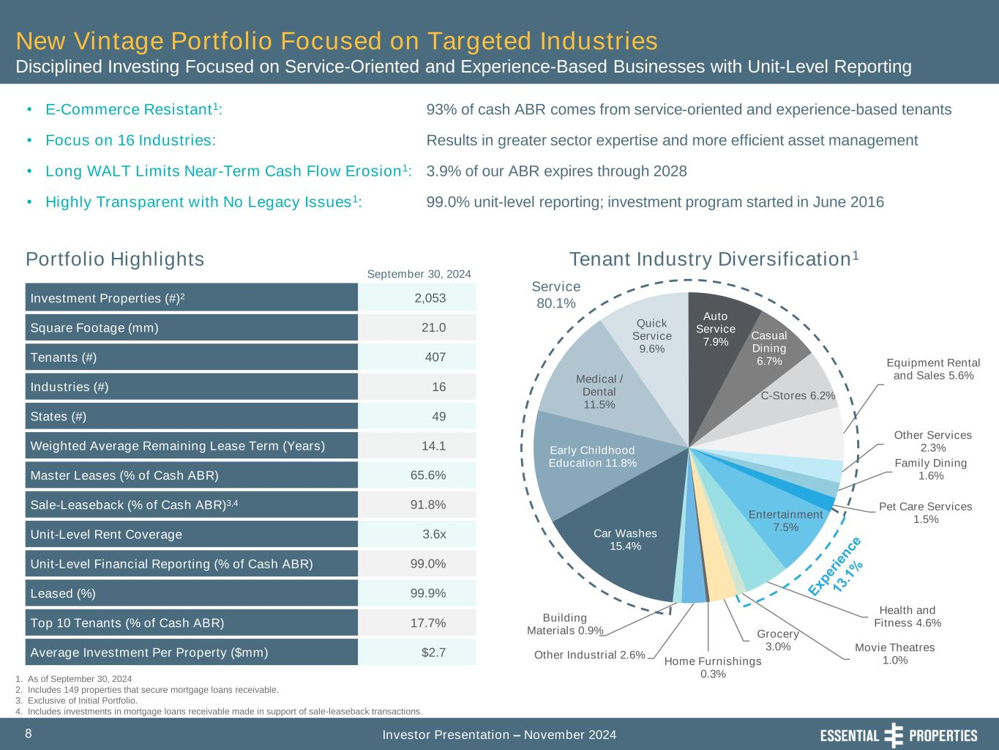 New Vintage Portfolio Focused on Targeted Industries
Disciplined Investing Focused on Service-Oriented and Experience-Based Businesses with Unit-Level Reporting
• E-Commerce Resistant1: 93% of cash ABR comes from service-oriented and experience-based tenants
• Focus on 16 Industries: Results in greater sector expertise and more efficient asset management
• Long WALT Limits Near-Term Cash Flow Erosion1: 3.9% of our ABR expires through 2028
• Highly Transparent with No Legacy Issues1: 99.0% unit-level reporting; investment program started in June 2016
Portfolio Highlights
September 30, 2024
Investment Properties (#)2 2,053
Square Footage (mm) 21.0
Tenants (#) 407
Industries (#) 16
States (#) 49
Weighted Average Remaining Lease Term (Years) 14.1
Master Leases (% of Cash ABR) 65.6%
Sale-Leaseback (% of Cash ABR)3,4 91.8%
Unit-Level Rent Coverage 3.6x
Unit-Level Financial Reporting (% of Cash ABR) 99.0%
Leased (%) 99.9%
Top 10 Tenants (% of Cash ABR) 17.7%
Average Investment Per Property ($mm) $2.7
Tenant Industry Diversification1
Service
80.1%
Auto
Service
7.9%
Casual
Dining
6.7%
C-Stores 6.2%
Equipment Rental
and Sales 5.6%
Other Services
2.3%
Family Dining
1.6%
Pet Care Services
1.5%
Entertainment
7.5%
Experience
13.1%
Health and
Fitness 4.6%
Movie Theatres
1.0%
Grocery
3.0%
Home Furnishings
0.3%
Other Industrial 2.6%
Building
Materials 0.9%
Car Washes
15.4%
Early Childhood
Education 11.8%
Medical /
Dental
11.5%
Quick
Service
9.6%
1. As of September 30, 2024
2. Includes 149 properties that secure mortgage loans receivable.
3. Exclusive of Initial Portfolio.
4. Includes investments in mortgage loans receivable made in support of sale-leaseback transactions.
8
Investor Presentation – November 2024
ESSENTIAL PROPERTIES